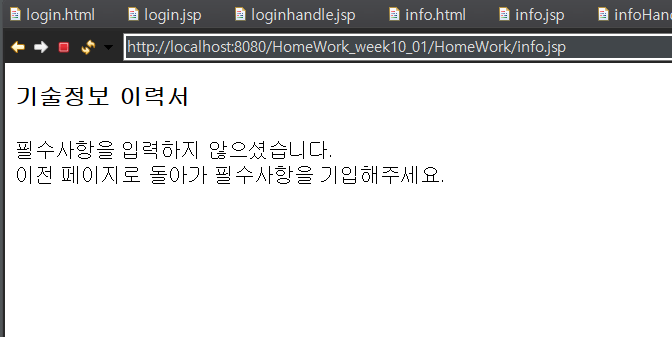 login.html login.jsp loginhandle.jsp info.html info.jsp infoHan
http://localhost:8080/HomeWork_week10_01/HomeWork/info.jsp
기술정보 이력서
필수사항을 입력하지 않으셨습니다.
이전 페이지로 돌아가 필수사항을 기입해주세요.